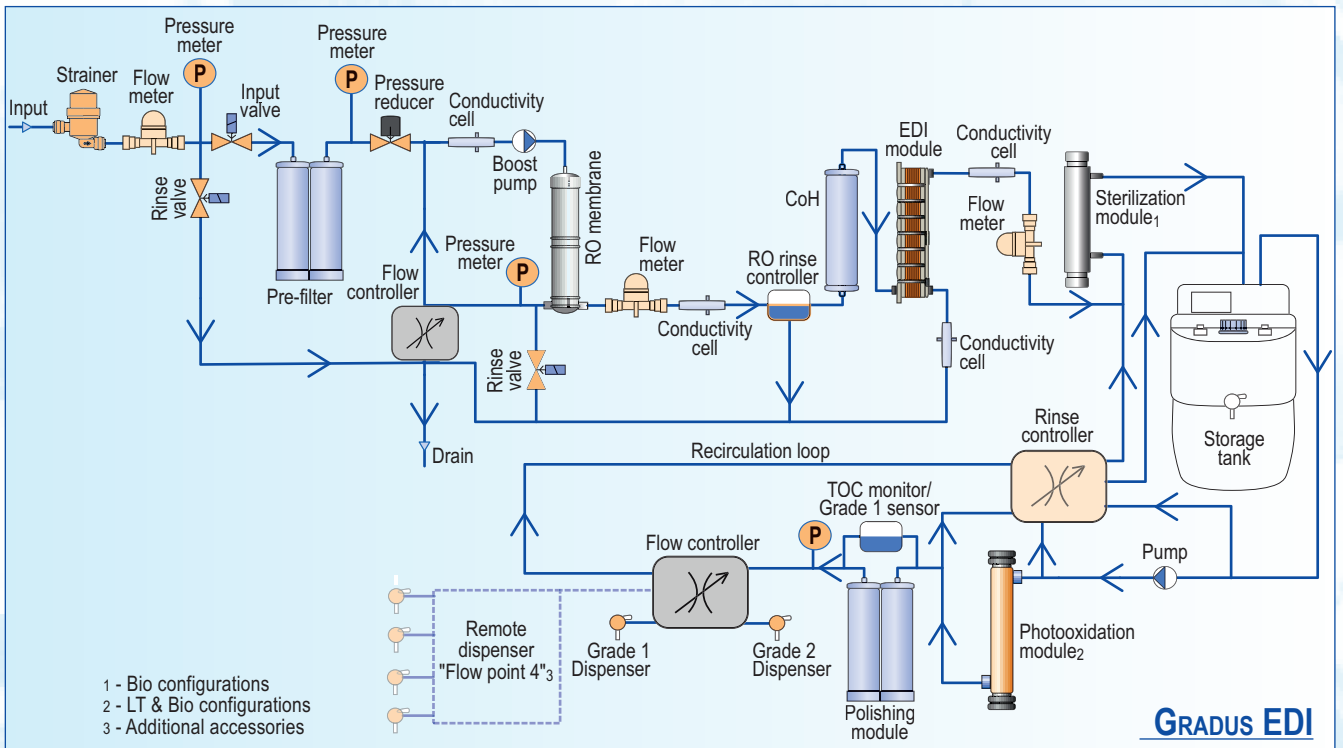 Pressure
meter
Pressure
meter
Strainer
Flow
meter
Input
valve
Pressure
reducer
Conductivity
cell
Input
EDI
module
Conductivity
cell
Boost
pump
Rinse
valve
RO membrane
CoH
Flow
meter
Sterilization
module1
Pre-filter
Pressure
meter
Flow
controller
Flow
meter
RO rinse
controller
Conductivity
cell
Conductivity
cell
Rinse
valve
Drain
Recirculation loop
Rinse
controller
Storage
tank
TOC monitor/
Grade 1 sensor
Flow controller
P
P
P
P
Pump
Remote
dispenser
"Flow point 4"3
Grade 1
Dispenser
Grade 2
Dispenser
Photooxidation
module2
Polishing
module
1 - Bio configurations
2 - LT & Bio configurations
3 - Additional accessories
GRADUS EDI